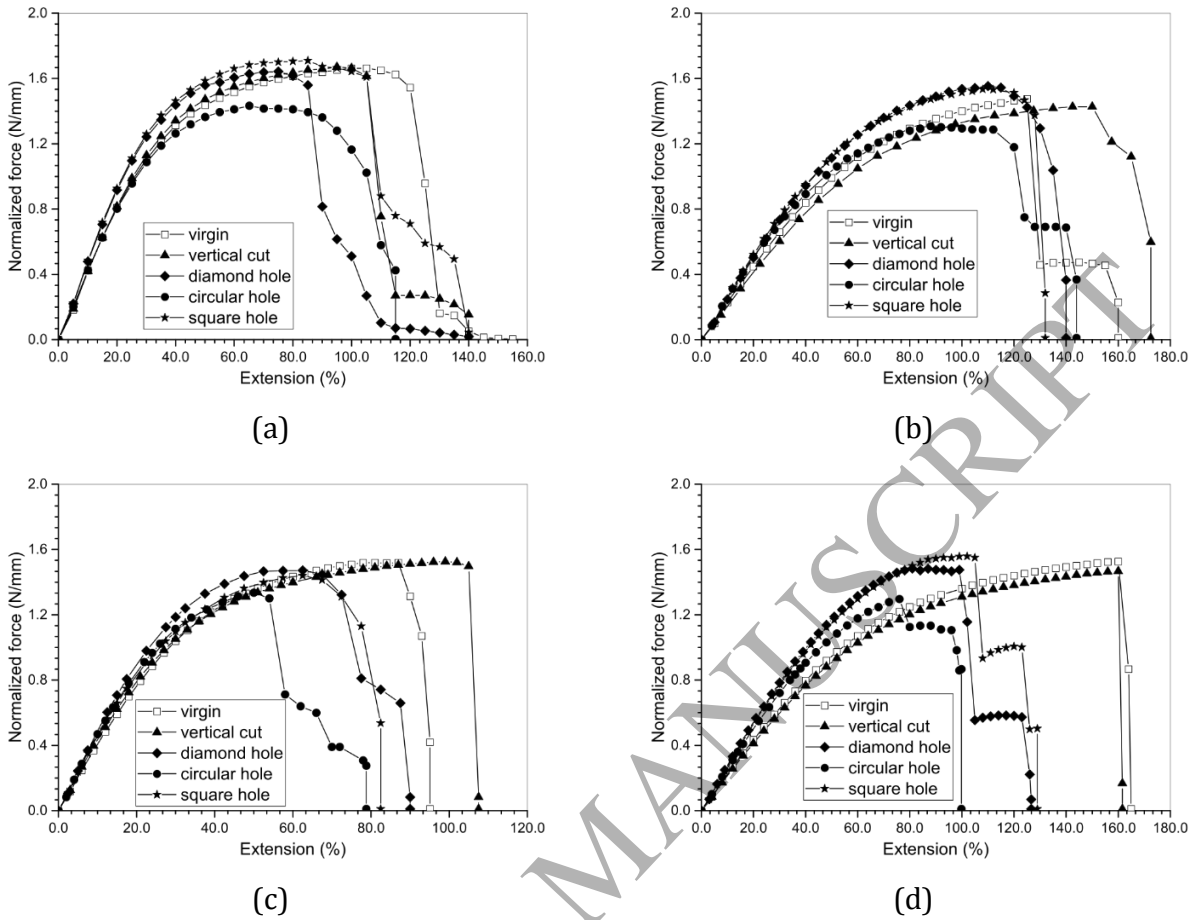 2.0
1.6
1.2
0.8
0.4
0.0
Normalized force (N/mm)
virgin
vertical cut
diamond hole
circular hole
square hole
0.0 20.0 40.0 60.0 80.0 100.0 120.0 140.0 160.0
Extension (%)
(a)
2.0
1.6
1.2
0.8
0.4
0.0
Normalized force (N/mm)
virgin
vertical cut
diamond hole
circular hole
square hole
0.0 20.0 40.0 60.0 80.0 100.0 120.0 140.0 160.0 180.0
Extension (%)
(b)
2.0
1.6
1.2
0.8
0.4
0.0
Normalized force (N/mm)
virgin
vertical cut
diamond hole
circular hole
square hole
0.0 20.0 40.0 60.0 80.0 100.0 120.0
Extension (%)
(c)
2.0
1.6
1.2
0.8
0.4
0.0
Normalized force (N/mm)
virgin
vertical cut
diamond hole
circular hole
square hole
0.0 20.0 40.0 60.0 80.0 100.0 120.0 140.0 160.0 180.0
Extension (%)
(d)
MANUSCRIPT